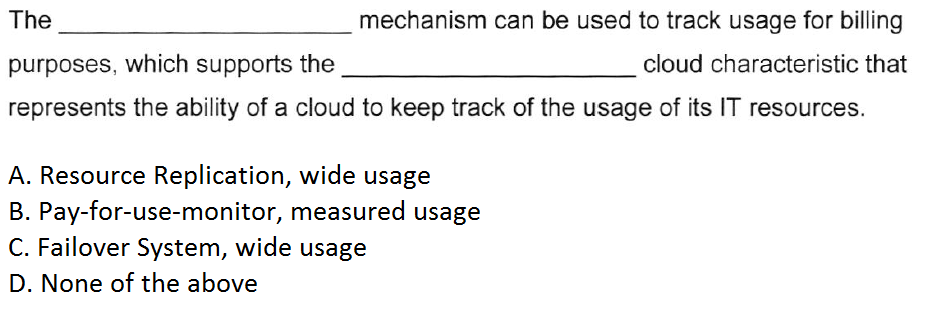 The ______________________ mechanism can be used to track usage for billing
purposes, which supports the ______________________ cloud characteristic that
represents the ability of a cloud to keep track of the usage of its IT resources.
A. Resource Replication, wide usage
B. Pay-for-use-monitor, measured usage
C. Failover System, wide usage
D. None of the above